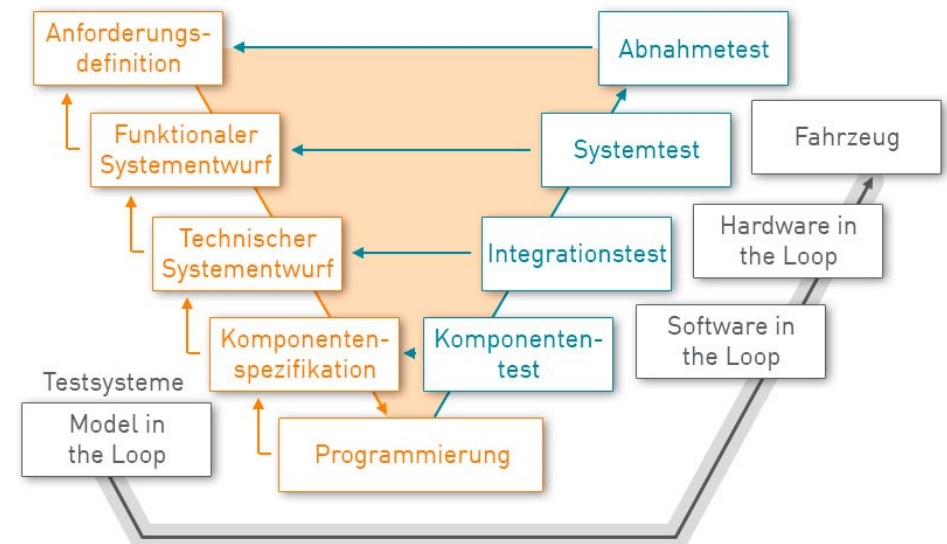 Anforderungs-
definition
Abnahmetest
Funktionaler
Systementwurf
Systemtest
Fahrzeug
Technischer
Systementwurf
Integrationstest
Hardware in
the Loop
Komponenten-
spezifikation
Komponenten-
test
Software in
the Loop
Testsysteme
Model in
the Loop
Programmierung